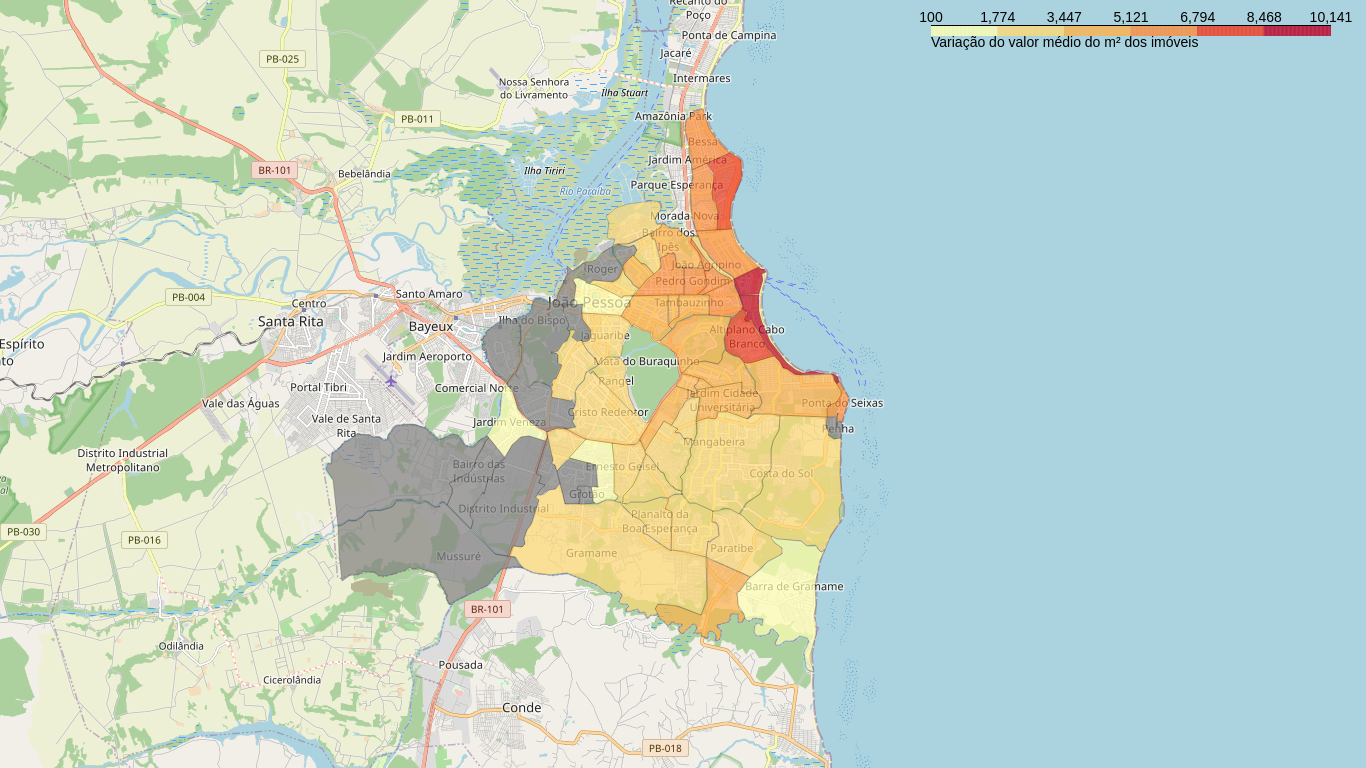 100 1,774 3,447 5,121 6,794 8,468 10,141
Variação do valor médio do m² dos imóveis
Recanto do
Poço
Ponta de Campina
Jacaré
PB-025
Intermares
Nossa Senhora
do Livramento
Ilha Stuart
PB-011
Amazônia Park
Bessa
Jardim América
BR-101
Bebelândia
Ilha Tiriri
Parque Esperança
Rio Paraíba
Morada Nova
Bairro dos
Ipês
Roger
João Agripino
Pedro Gondim
PB-004
Centro
Santo Amaro
João Pessoa
Tambauzinho
Santa Rita
Bayeux
Ilha do Bispo
Altiplano Cabo
Branco
Jaguaribe
Espírito
Jardim Aeroporto
Mata do Buraquinho
Rangel
Portal Tibri
Comercial Norte
Jardim Cidade
Universitária
Vale das Águas
Ponta do Seixas
Vale de Santa
Rita
Cristo Redentor
Jardim Veneza
Penha
Mangabeira
Distrito Industrial
Metropolitano
Bairro das
Indústrias
Ernesto Geisel
Costa do Sol
Grotão
Distrito Industrial
Planalto da
Boa Esperança
PB-030
PB-016
Mussuré
Gramame
Paratibe
Barra de Gramame
BR-101
Odilândia
Pousada
Cicerolândia
Conde
PB-018